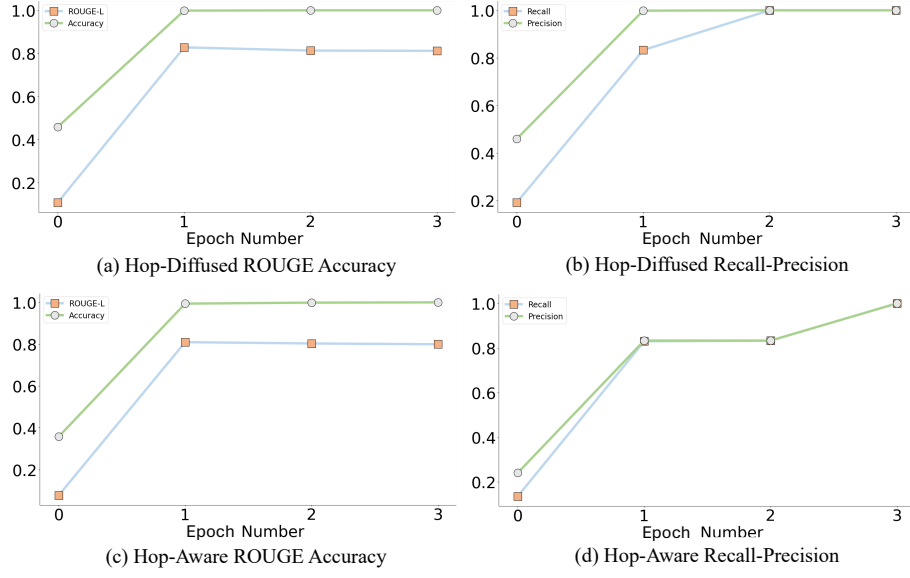 1.0
0.8
0.6
0.4
0.2
ROUGE-L
Accuracy
0 1 2 3
Epoch Number
(a) Hop-Diffused ROUGE Accuracy
1.0
0.8
0.6
0.4
0.2
Recall
Precision
0 1 2 3
Epoch Number
(b) Hop-Diffused Recall-Precision
1.0
0.8
0.6
0.4
0.2
ROUGE-L
Accuracy
0 1 2 3
Epoch Number
(c) Hop-Aware ROUGE Accuracy
1.0
0.8
0.6
0.4
0.2
Recall
Precision
0 1 2 3
Epoch Number
(d) Hop-Aware Recall-Precision